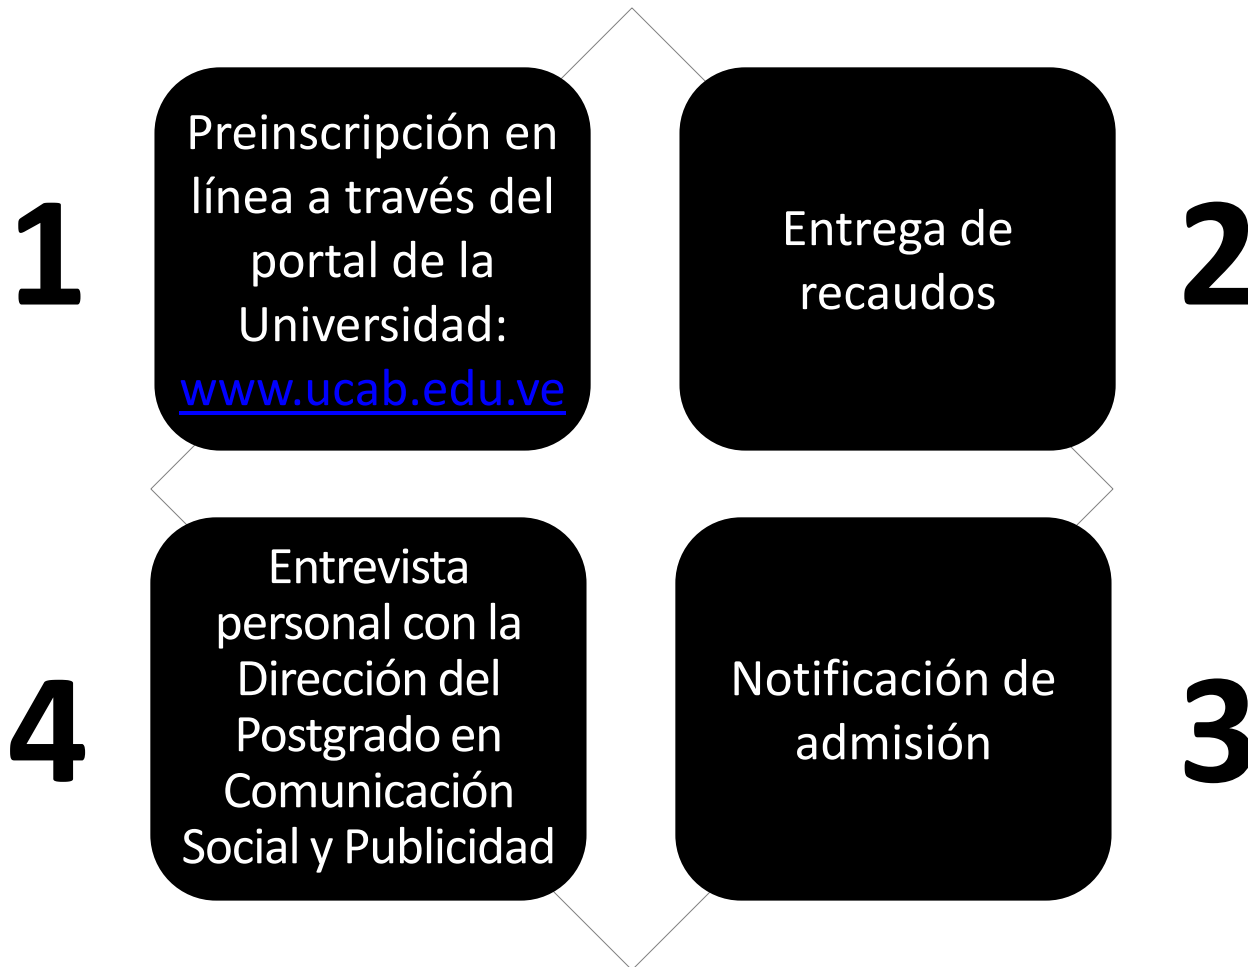 1
Preinscripción en
línea a través del
portal de la
Universidad:
www.ucab.edu.ve
2
Entrega de
recaudos
4
Entrevista
personal con la
Dirección del
Postgrado en
Comunicación
Social y Publicidad
3
Notificación de
admisión